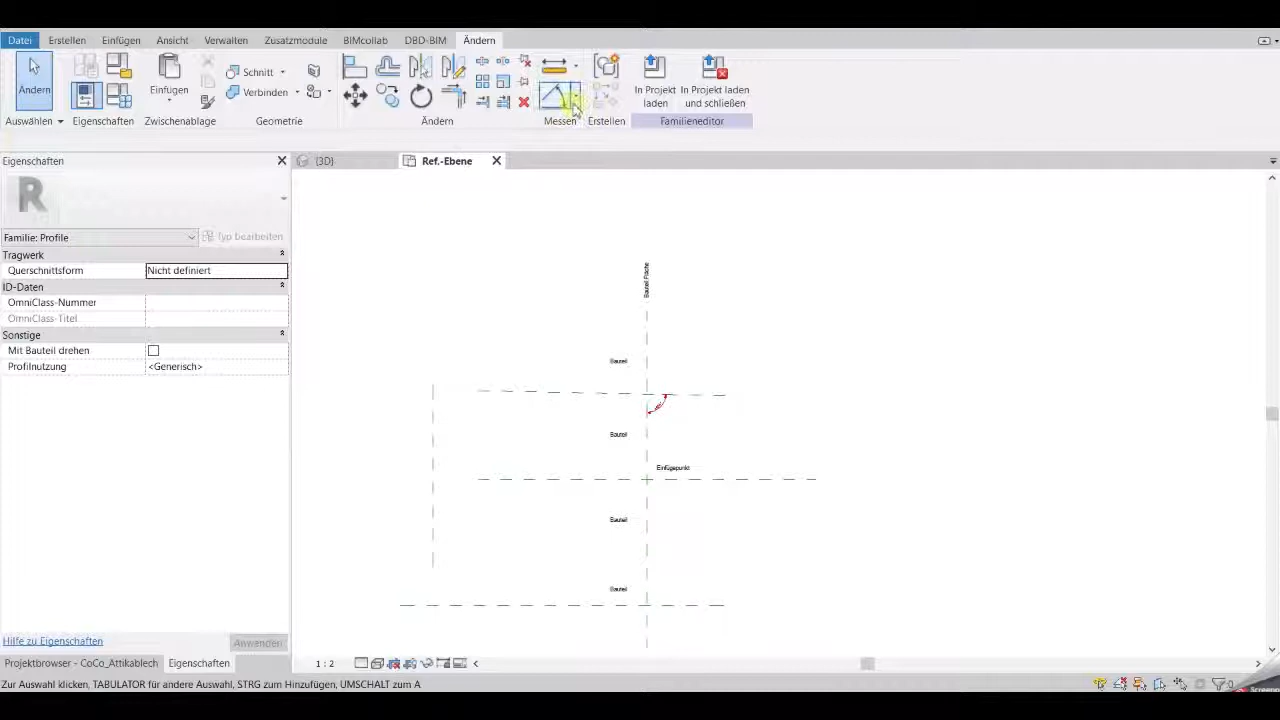 Datei Erstellen Einfügen Ansicht Verwalten Zusatzmodule BIMcollab DBD-BIM Ändern
Schnitt
Ändern Einfügen Verbinden In Projekt laden In Projekt laden und schließen
Auswählen Eigenschaften Zwischenablage Geometrie Ändern Messen Erstellen Familieneditor
Eigenschaften (3D) Ref.-Ebene
R
Familie: Profile Typ bearbeiten
Tragwerk
Querschnittsform Nicht definiert
ID-Daten
OmniClass-Nummer
OmniClass-Titel
Sonstige
Mit Bauteil drehen
Profilnutzung <Generisch>
Bauteil Fläche
Bauteil
Bauteil
Einfügepunkt
Bauteil
Bauteil
Hilfe zu Eigenschaften Anwenden
Projektbrowser - CoCo_Attikablech Eigenschaften 1 : 2
Zur Auswahl klicken, TABULATOR für andere Auswahl, STRG zum Hinzufügen, UMSCHALT zum A :0